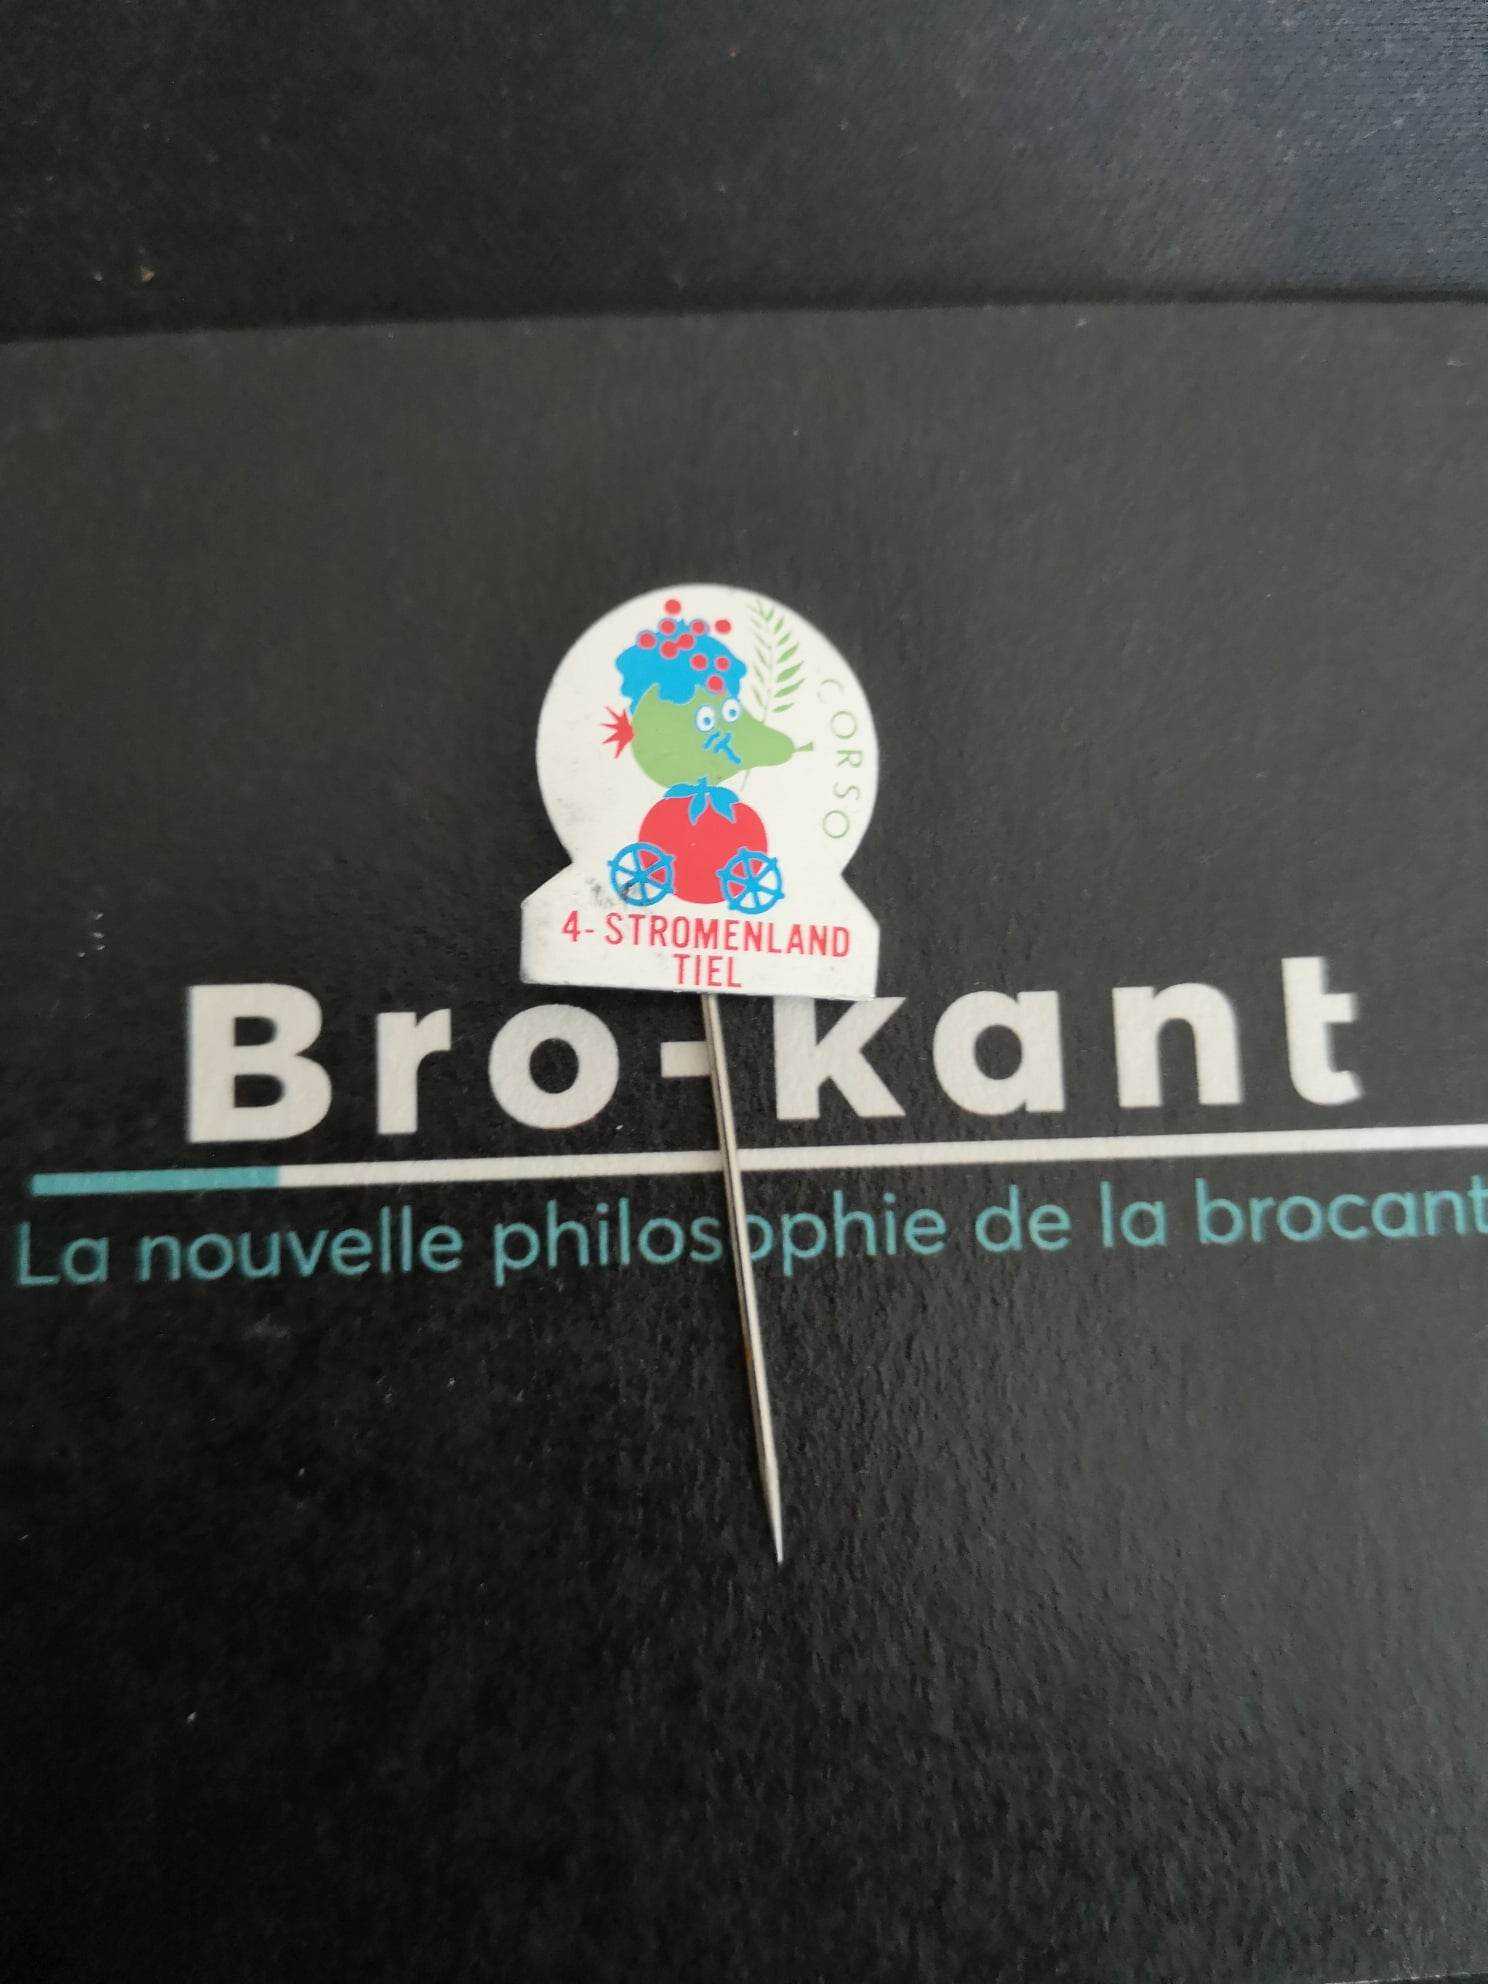 CORSO
4-STROMENLAND
TIEL
Bro-kant
La nouvelle philosophie de la brocant